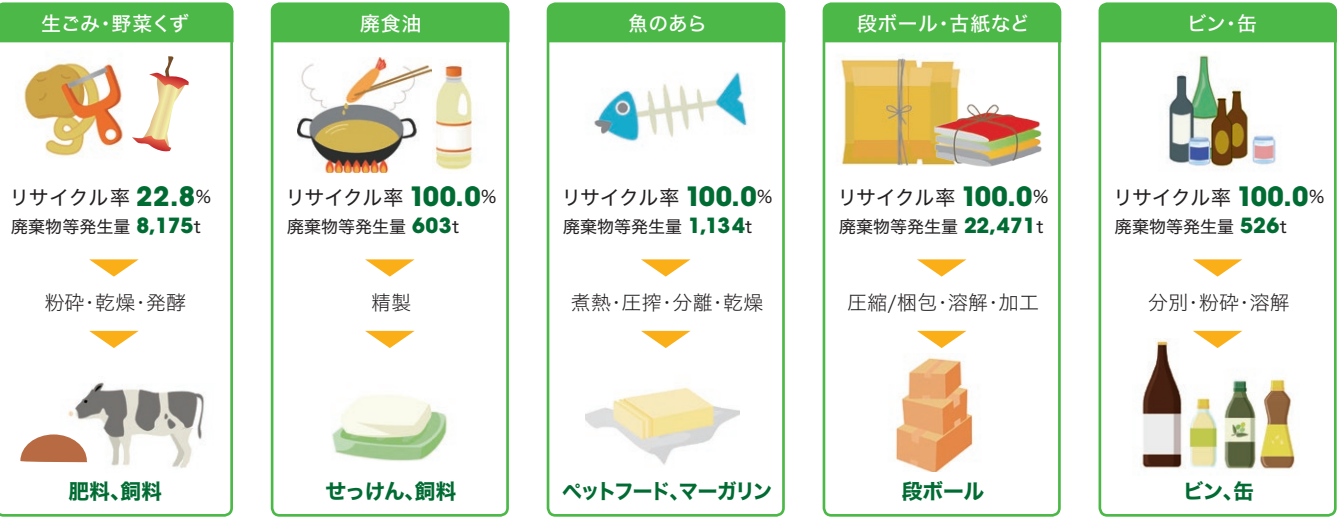 生ごみ・野菜くず
リサイクル率 22.8%
廃棄物等発生量 8,175t
粉砕・乾燥・発酵
肥料、飼料
廃食油
リサイクル率 100.0%
廃棄物等発生量 603t
精製
せっけん、飼料
魚のあら
リサイクル率 100.0%
廃棄物等発生量 1,134t
煮熱・圧搾・分離・乾燥
ペットフード、マーガリン
段ボール・古紙など
リサイクル率 100.0%
廃棄物等発生量 22,471t
圧縮/梱包・溶解・加工
段ボール
ビン・缶
リサイクル率 100.0%
廃棄物等発生量 526t
分別・粉砕・溶解
ビン、缶